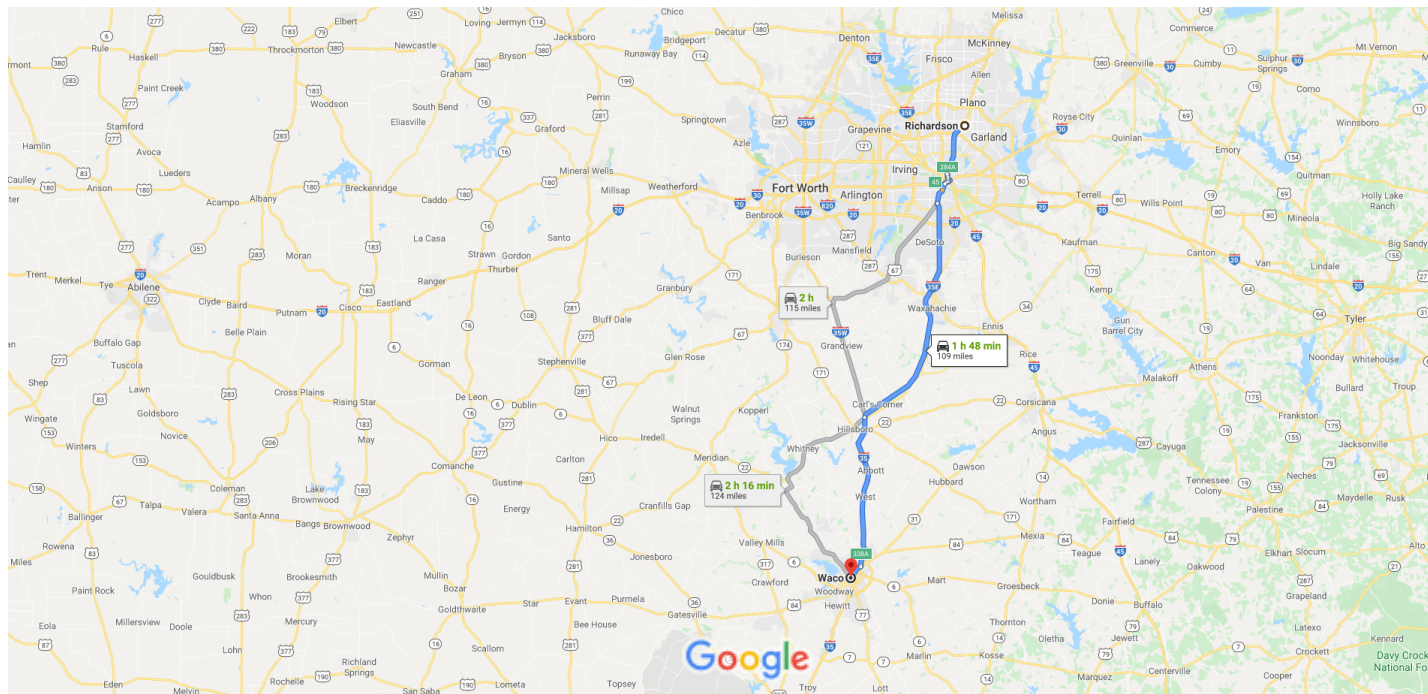 Chico
Melissa
Commerce
Elbert
Newcastle
Loving
Jermyn
Jacksboro
Bridgeport
Decatur
Denton
McKinney
Rule
Haskell
Throckmorton
Bryson
Runaway Bay
Frisco
Greenville
Cumby
Sulphur Springs
Mt Vernon
Paint Creek
Graham
Allen
Woodson
South Bend
Perrin
Plano
Como
Stamford
Eliasville
Graford
Springtown
Grapevine
Richardson
Garland
Royse City
Quinlan
Winnsboro
Hamlin
Avoca
Azle
Emory
Lueders
Mineral Wells
Irving
284A
Quitman
Caulley
Anson
Breckenridge
Millsap
Weatherford
Fort Worth
Arlington
45
Terrell
Wills Point
Holly Lake Ranch
Acampo
Albany
Caddo
Benbrook
Mineola
La Casa
Santo
Mansfield
DeSoto
Kaufman
Big Sandy
Moran
Strawn
Gordon
Burleson
Canton
Van
Lindale
Trent
Merkel
Tye
Abilene
Ranger
Thurber
Granbury
Kemp
Clyde
Baird
Putnam
Cisco
Eastland
2 h
115 miles
Waxahachie
Belle Plain
Bluff Dale
Ennis
Gun Barrel City
Tyler
Buffalo Gap
Grandview
1 h 48 min
109 miles
Rice
Noonday
Whitehouse
Tuscola
Gorman
Stephenville
Glen Rose
Athens
Shep
Lawn
Cross Plains
De Leon
Malakoff
Bullard
Troup
Goldsboro
Rising Star
Dublin
Walnut Springs
Kopperl
Carl's Corner
Corsicana
Frankston
Wingate
Winters
Novice
May
Hico
Iredell
Hillsboro
Angus
Cayuga
Jacksonville
Carlton
Meridian
Whitney
Comanche
Abbott
Dawson
Neches
Coleman
Lake Brownwood
Gustine
2 h 16 min
124 miles
Hubbard
Tennessee Colony
Talpa
Valera
Santa Anna
Energy
Cranfills Gap
West
Wortham
Maydelle
Rusk
Ballinger
Bangs
Brownwood
Hamilton
Fairfield
Palestine
Rowena
Zephyr
Valley Mills
338A
Mexia
Teague
Miles
Jonesboro
Elkhart
Slocum
Gouldbusk
Brookesmith
Mullin
Crawford
Waco
Mart
Groesbeck
Lanely
Oakwood
Alto
Paint Rock
Whon
Bozar
Woodway
Grapeland
Millersview
Doole
Mercury
Goldthwaite
Star
Evant
Purmela
Gatesville
Hewitt
Donie
Buffalo
Eola
Bee House
Thornton
Latexo
Lohn
Richland Springs
Scallorn
Google
Oletha
Jewett
Crockett
Kennard
Marlin
Kosse
Davy Crock
National Fo
Eden
Melvin
Rochelle
San Saba
Lometa
Topsey
Troy
Lott
Marquez
Centerville
Cooper